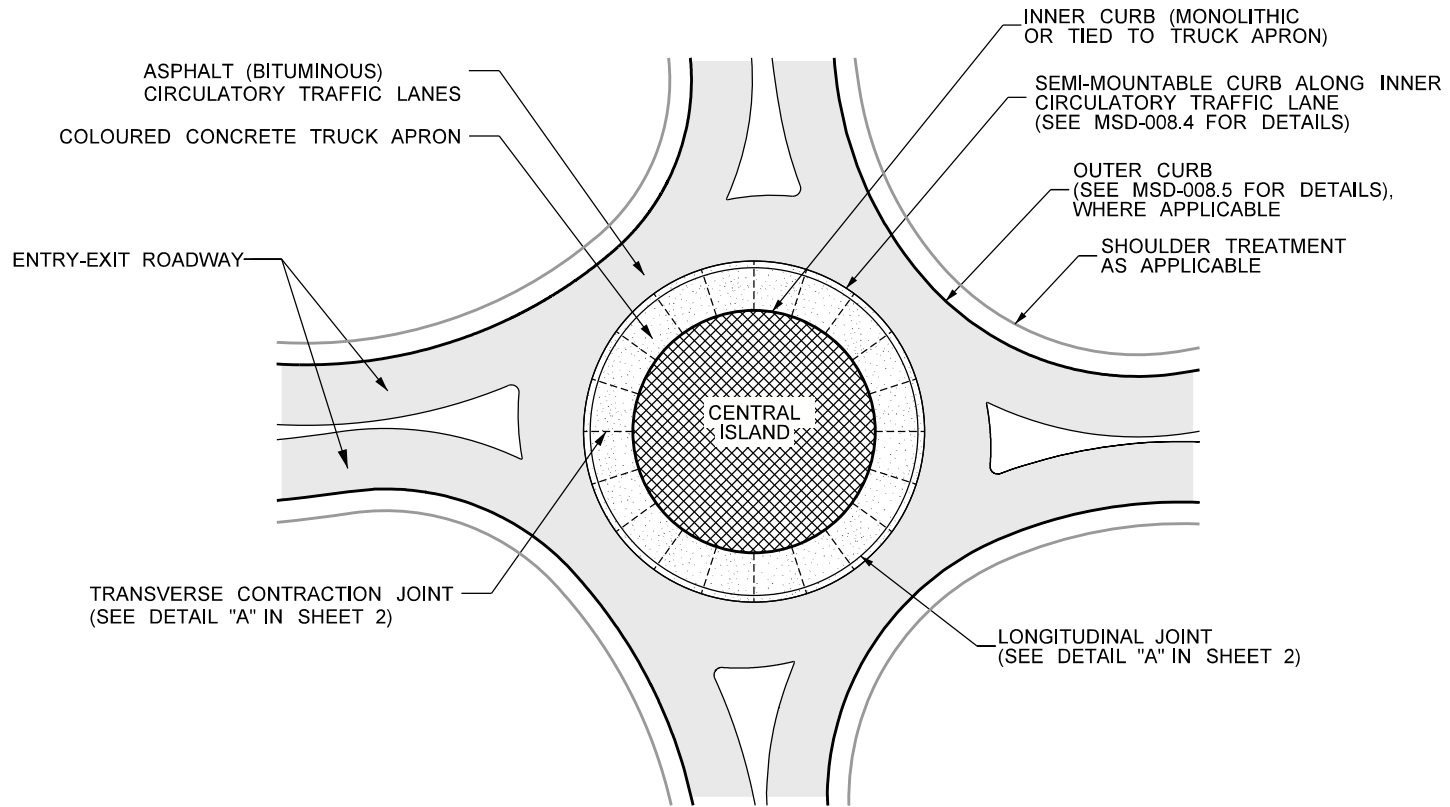 INNER CURB (MONOLITHIC
OR TIED TO TRUCK APRON)
ASPHALT (BITUMINOUS)
CIRCULATORY TRAFFIC LANES
SEMI-MOUNTABLE CURB ALONG INNER
CIRCULATORY TRAFFIC LANE
(SEE MSD-008.4 FOR DETAILS)
COLOURED CONCRETE TRUCK APRON
OUTER CURB
(SEE MSD-008.5 FOR DETAILS),
WHERE APPLICABLE
ENTRY-EXIT ROADWAY
SHOULDER TREATMENT
AS APPLICABLE
CENTRAL
ISLAND
TRANSVERSE CONTRACTION JOINT
(SEE DETAIL "A" IN SHEET 2)
LONGITUDINAL JOINT
(SEE DETAIL "A" IN SHEET 2)